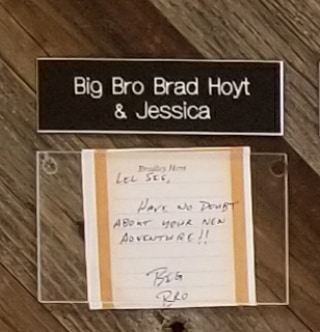 Big Bro Brad Hoyt
& Jessica
Bradley Hoyt
LIL SIS,
HAVE NO DOUBT
ABOUT YOUR NEW
ADVENTURE!!
BIG
BRO